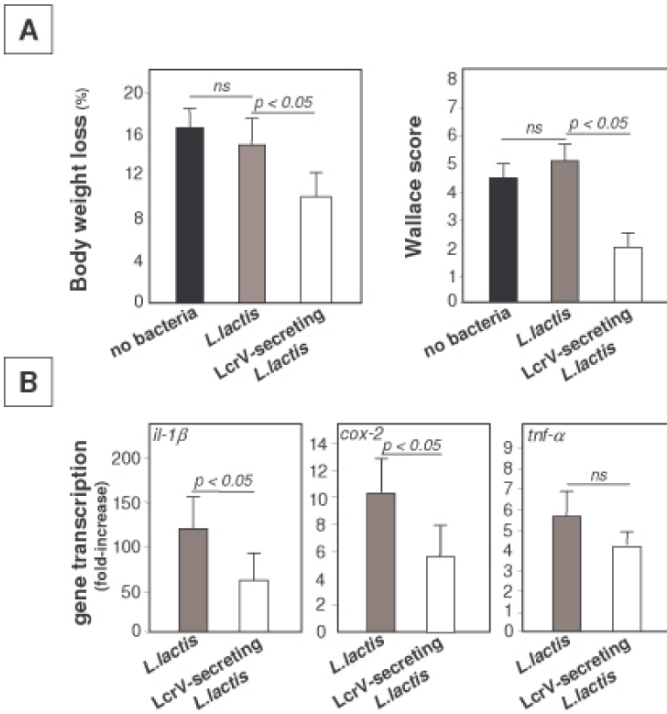 A
Body weight loss (%)
20
16
12
8
4
0
ns
p < 0.05
no bacteria
L.lactis
LcrV-secreting
L.lactis
Wallace score
8
7
6
5
4
3
2
1
0
ns
p < 0.05
no bacteria
L.lactis
LcrV-secreting
L.lactis
B
gene transcription
(fold-increase)
il-1β
200
150
100
50
0
p < 0.05
L.lactis
LcrV-secreting
L.lactis
cox-2
14
12
10
8
6
4
2
0
p < 0.05
L.lactis
LcrV-secreting
L.lactis
tnf-α
9
8
7
6
5
4
3
2
1
0
ns
L.lactis
LcrV-secreting
L.lactis